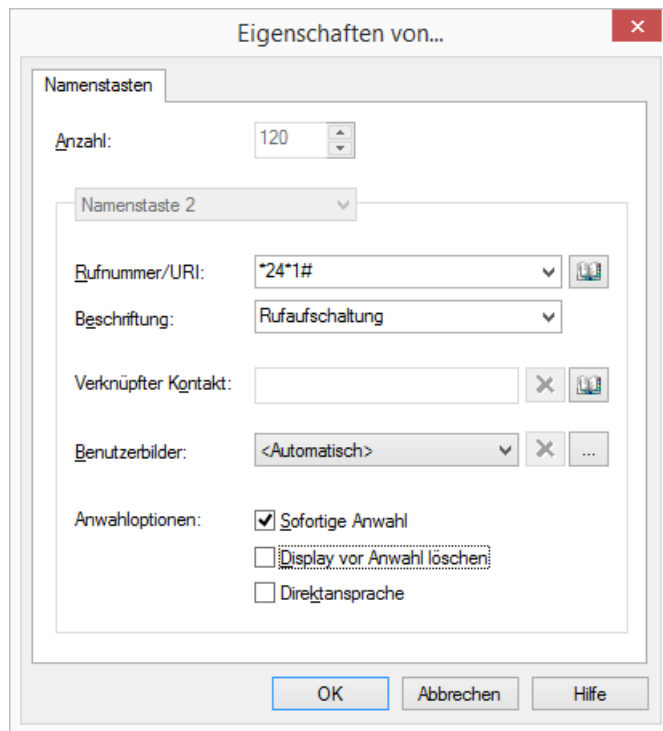 Eigenschaften von...
Namenstasten
Anzahl: 120
Namenstaste 2
Rufnummer/URI: *24*1#
Beschriftung: Rufaufschaltung
Verknüpfter Kontakt:
Benutzerbilder: <Automatisch> ...
Anwahloptionen: Sofortige Anwahl
Display vor Anwahl löschen
Direktansprache
OK Abbrechen Hilfe